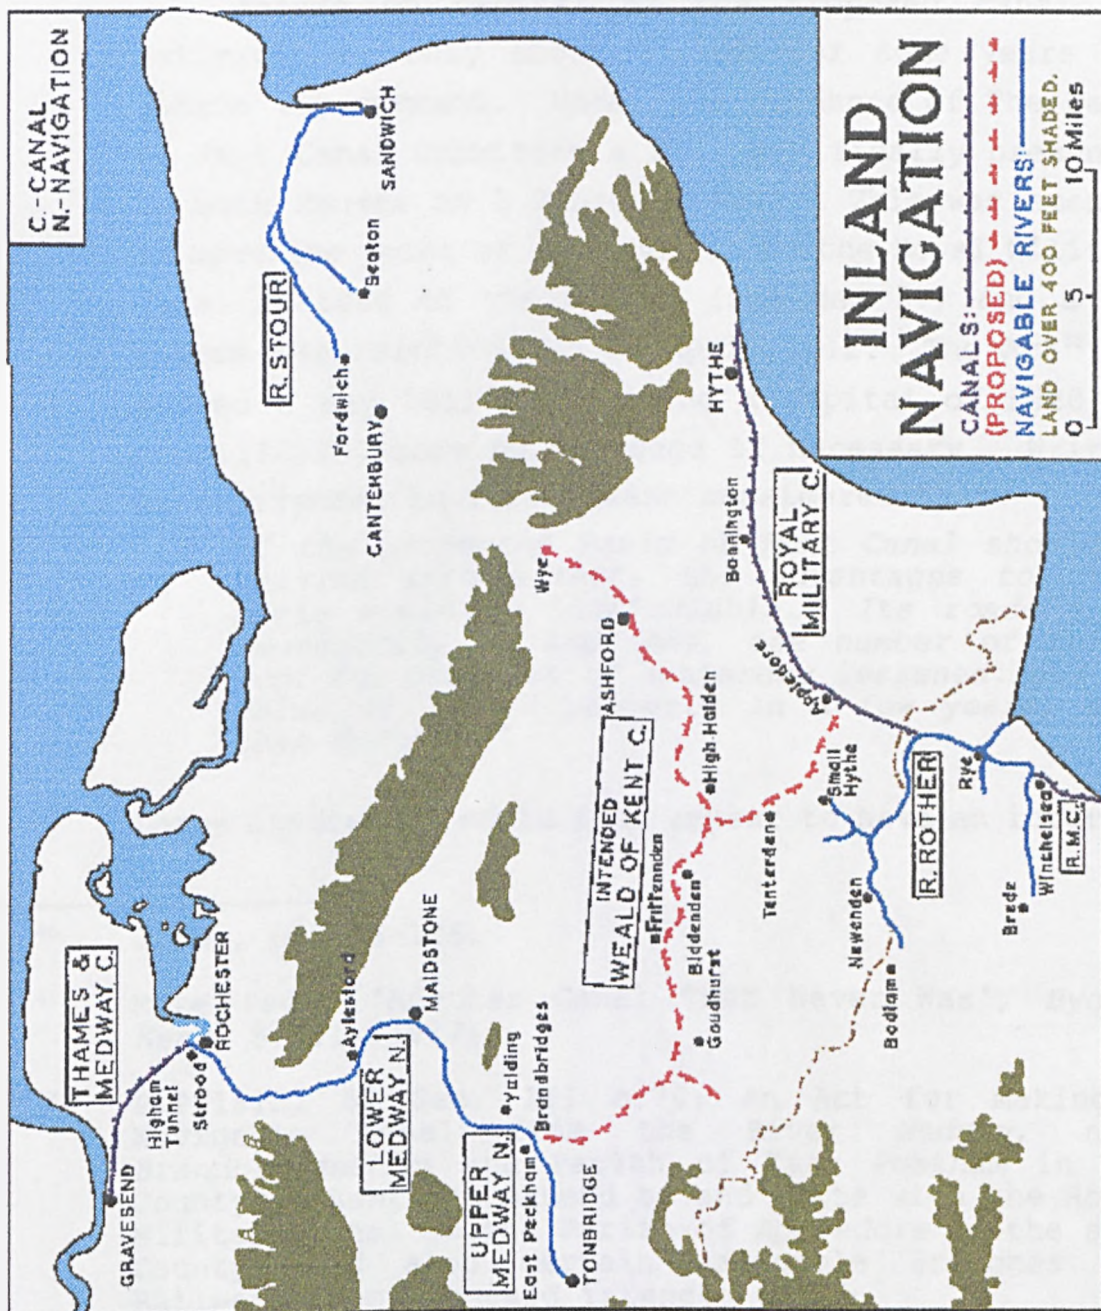 C.-CANAL
N.-NAVIGATION
THAMES &
MEDWAY C.
GRAVESEND
Higham
Tunnel
Strood
ROCHESTER
LOWER
MEDWAY N.
Aylesford
MAIDSTONE
UPPER
MEDWAY N.
Yalding
Brandbridges
East Peckham
TONBRIDGE
R. STOUR
SANDWICH
Seaton
Fordwich
CANTERBURY
Wye
ASHFORD
INTENDED
WEALD OF KENT C.
High Halden
Frittennden
Biddenden
Goudhurst
Tenterden
HYTHE
Bonnington
ROYAL
MILITARY C.
Appledore
Small
Hythe
Newenden
Bodiam
R. ROTHER
Rye
Winchelsea
Brede
R.M.C.
INLAND
NAVIGATION
CANALS:
(PROPOSED)
NAVIGABLE RIVERS:
LAND OVER 400 FEET SHADED.
0 5 10 Miles